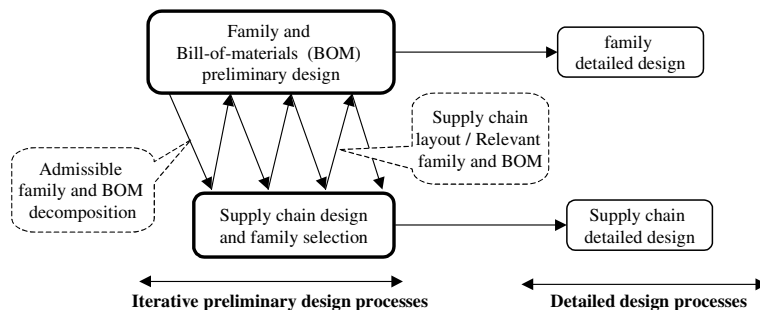 Family and
Bill-of-materials (BOM)
preliminary design
family
detailed design
Supply chain
layout / Relevant
family and BOM
Admissible
family and BOM
decomposition
Supply chain design
and family selection
Supply chain
detailed design
Iterative preliminary design processes
Detailed design processes